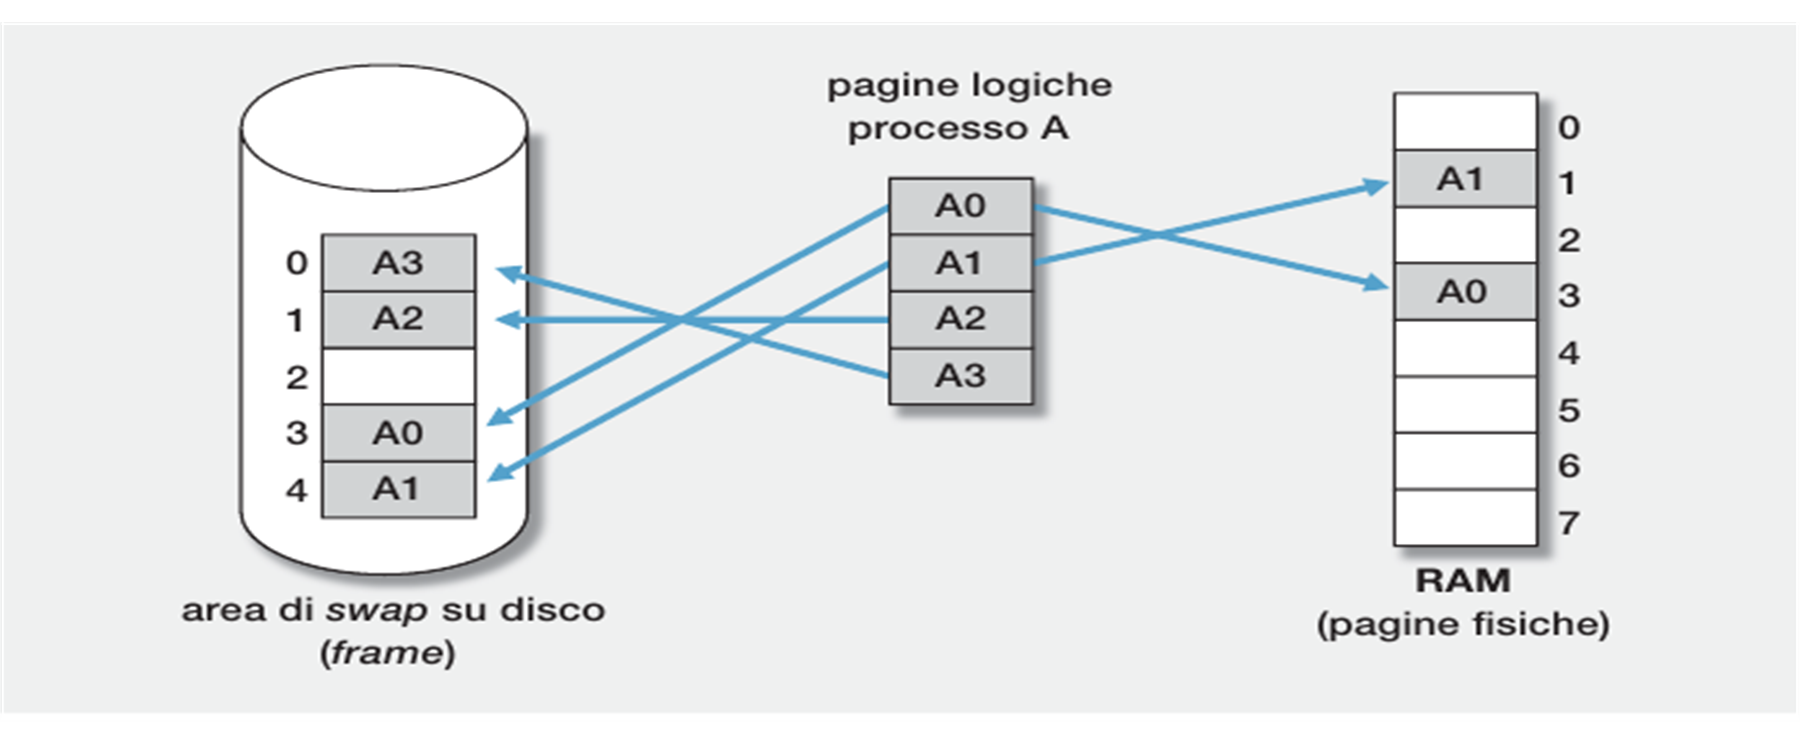 pagine logiche
processo A
0 A3
1 A2
2
3 A0
4 A1
area di swap su disco
(frame)
A0
A1
A2
A3
0
A1 1
2
A0 3
4
5
6
7
RAM
(pagine fisiche)